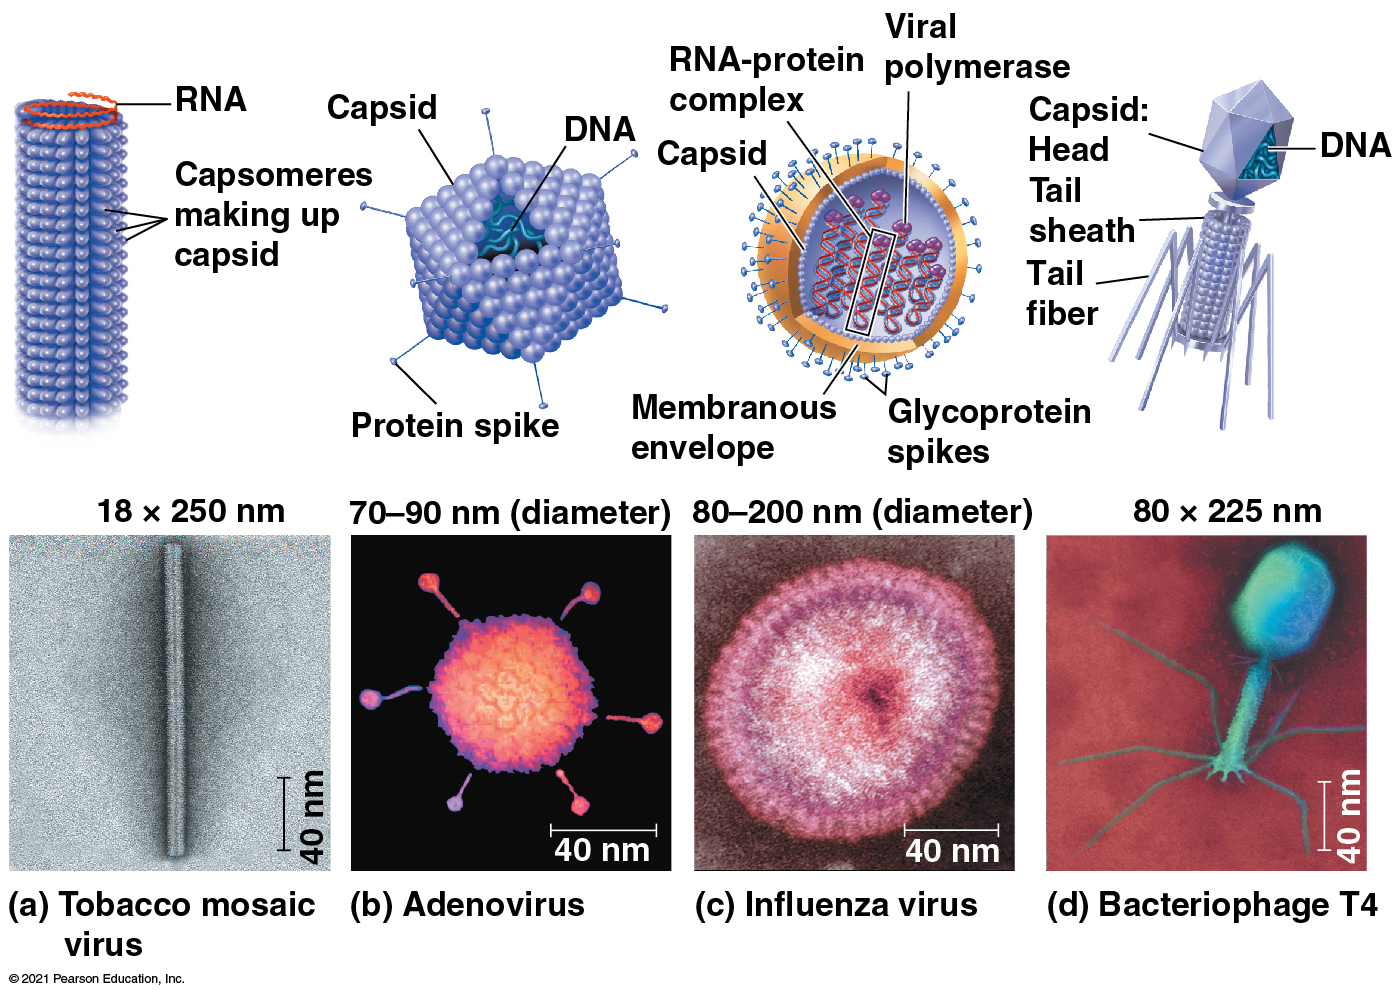 RNA
Capsomeres
making up
capsid
Capsid
DNA
Protein spike
RNA-protein
complex
Viral
polymerase
Capsid
Membranous
envelope
Glycoprotein
spikes
Capsid:
Head
DNA
Tail
sheath
Tail
fiber
18 × 250 nm
70–90 nm (diameter)
80–200 nm (diameter)
80 × 225 nm
40 nm
40 nm
40 nm
40 nm
(a) Tobacco mosaic
virus
(b) Adenovirus
(c) Influenza virus
(d) Bacteriophage T4
© 2021 Pearson Education, Inc.